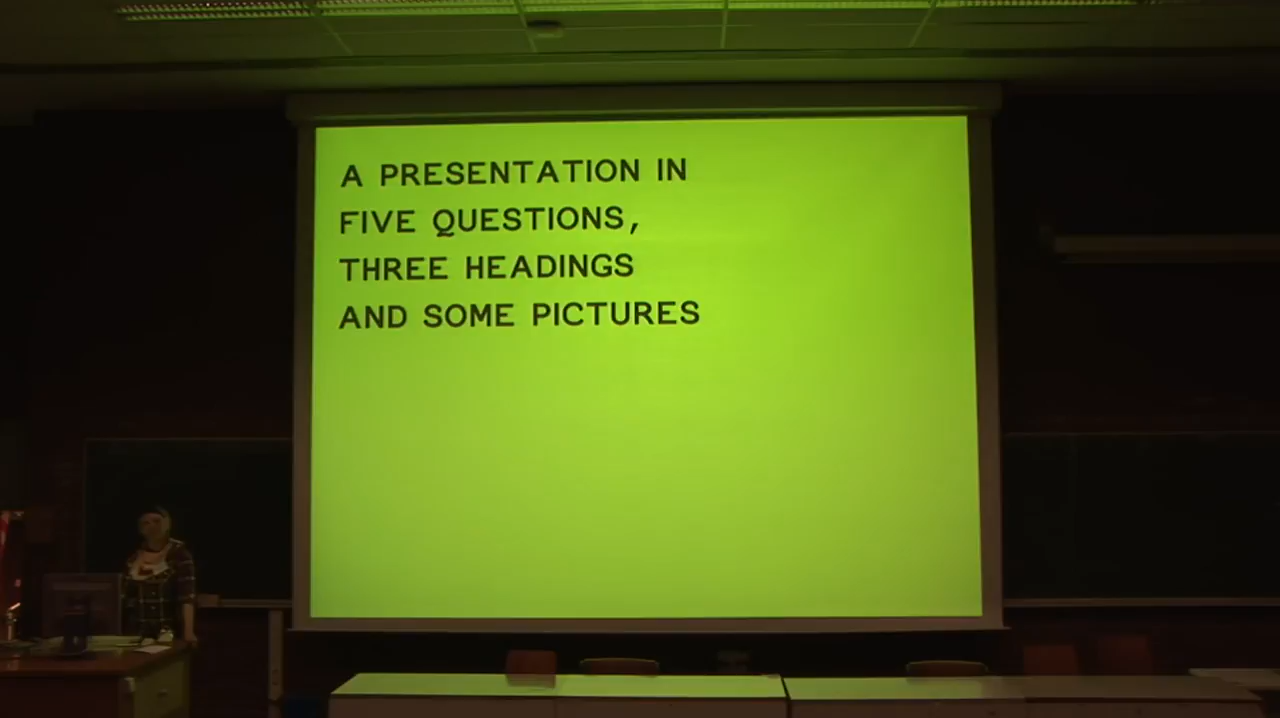 A PRESENTATION IN
FIVE QUESTIONS,
THREE HEADINGS
AND SOME PICTURES